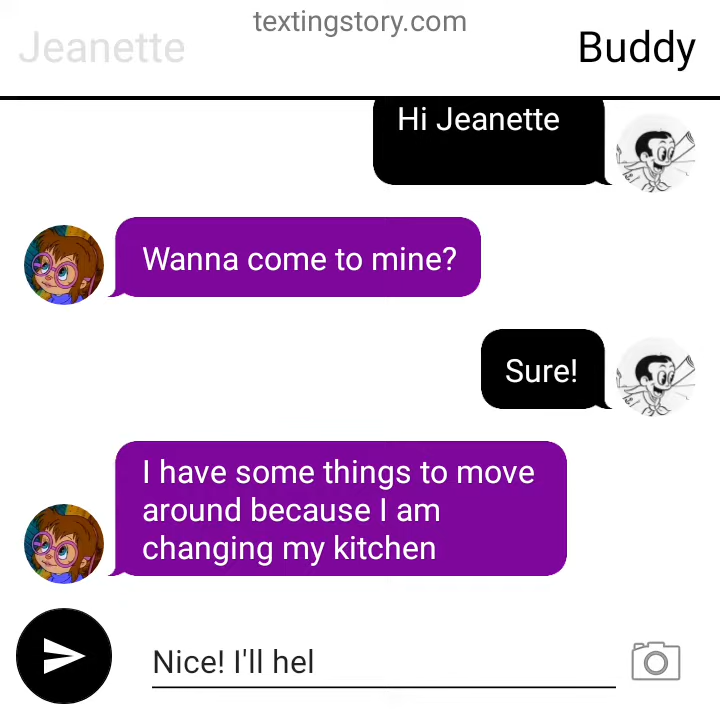 textingstory.com
Jeanette
Buddy
Hi Jeanette
Wanna come to mine?
Sure!
I have some things to move
around because I am
changing my kitchen
Nice! I'll hel